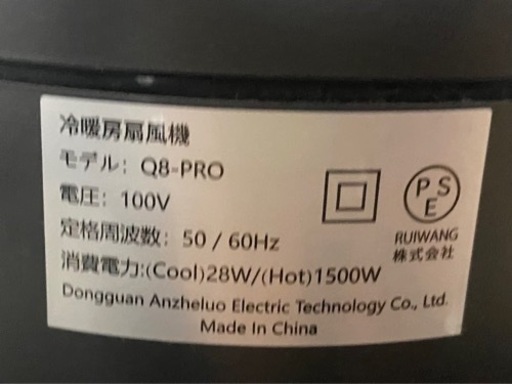 冷暖房扇風機
モデル: Q8-PRO
電圧: 100V
定格周波数: 50 / 60Hz
消費電力:(Cool)28W/(Hot)1500W
Dongguan Anzheluo Electric Technology Co., Ltd.
Made In China
PSE
RUIWANG
株式会社